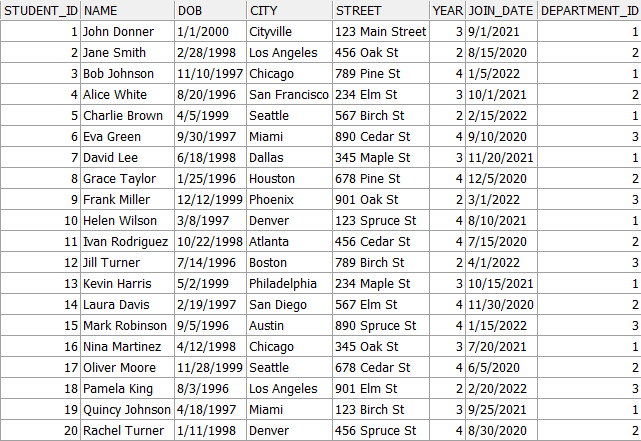 STUDENT_ID NAME DOB CITY STREET YEAR JOIN_DATE DEPARTMENT_ID
1 John Donner 1/1/2000 Cityville 123 Main Street 3 9/1/2021 1
2 Jane Smith 2/28/1998 Los Angeles 456 Oak St 2 8/15/2020 2
3 Bob Johnson 11/10/1997 Chicago 789 Pine St 4 1/5/2022 1
4 Alice White 8/20/1996 San Francisco 234 Elm St 3 10/1/2021 2
5 Charlie Brown 4/5/1999 Seattle 567 Birch St 2 2/15/2022 1
6 Eva Green 9/30/1997 Miami 890 Cedar St 4 9/10/2020 3
7 David Lee 6/18/1998 Dallas 345 Maple St 3 11/20/2021 1
8 Grace Taylor 1/25/1996 Houston 678 Pine St 4 12/5/2020 2
9 Frank Miller 12/12/1999 Phoenix 901 Oak St 2 3/1/2022 3
10 Helen Wilson 3/8/1997 Denver 123 Spruce St 4 8/10/2021 1
11 Ivan Rodriguez 10/22/1998 Atlanta 456 Cedar St 4 7/15/2020 2
12 Jill Turner 7/14/1996 Boston 789 Birch St 2 4/1/2022 3
13 Kevin Harris 5/2/1999 Philadelphia 234 Maple St 3 10/15/2021 1
14 Laura Davis 2/19/1997 San Diego 567 Elm St 4 11/30/2020 2
15 Mark Robinson 9/5/1996 Austin 890 Spruce St 4 1/15/2022 3
16 Nina Martinez 4/12/1998 Chicago 345 Oak St 3 7/20/2021 1
17 Oliver Moore 11/28/1999 Seattle 678 Cedar St 4 6/5/2020 2
18 Pamela King 8/3/1996 Los Angeles 901 Elm St 2 2/20/2022 3
19 Quincy Johnson 4/18/1997 Miami 123 Birch St 3 9/25/2021 1
20 Rachel Turner 1/11/1998 Denver 456 Spruce St 4 8/30/2020 2